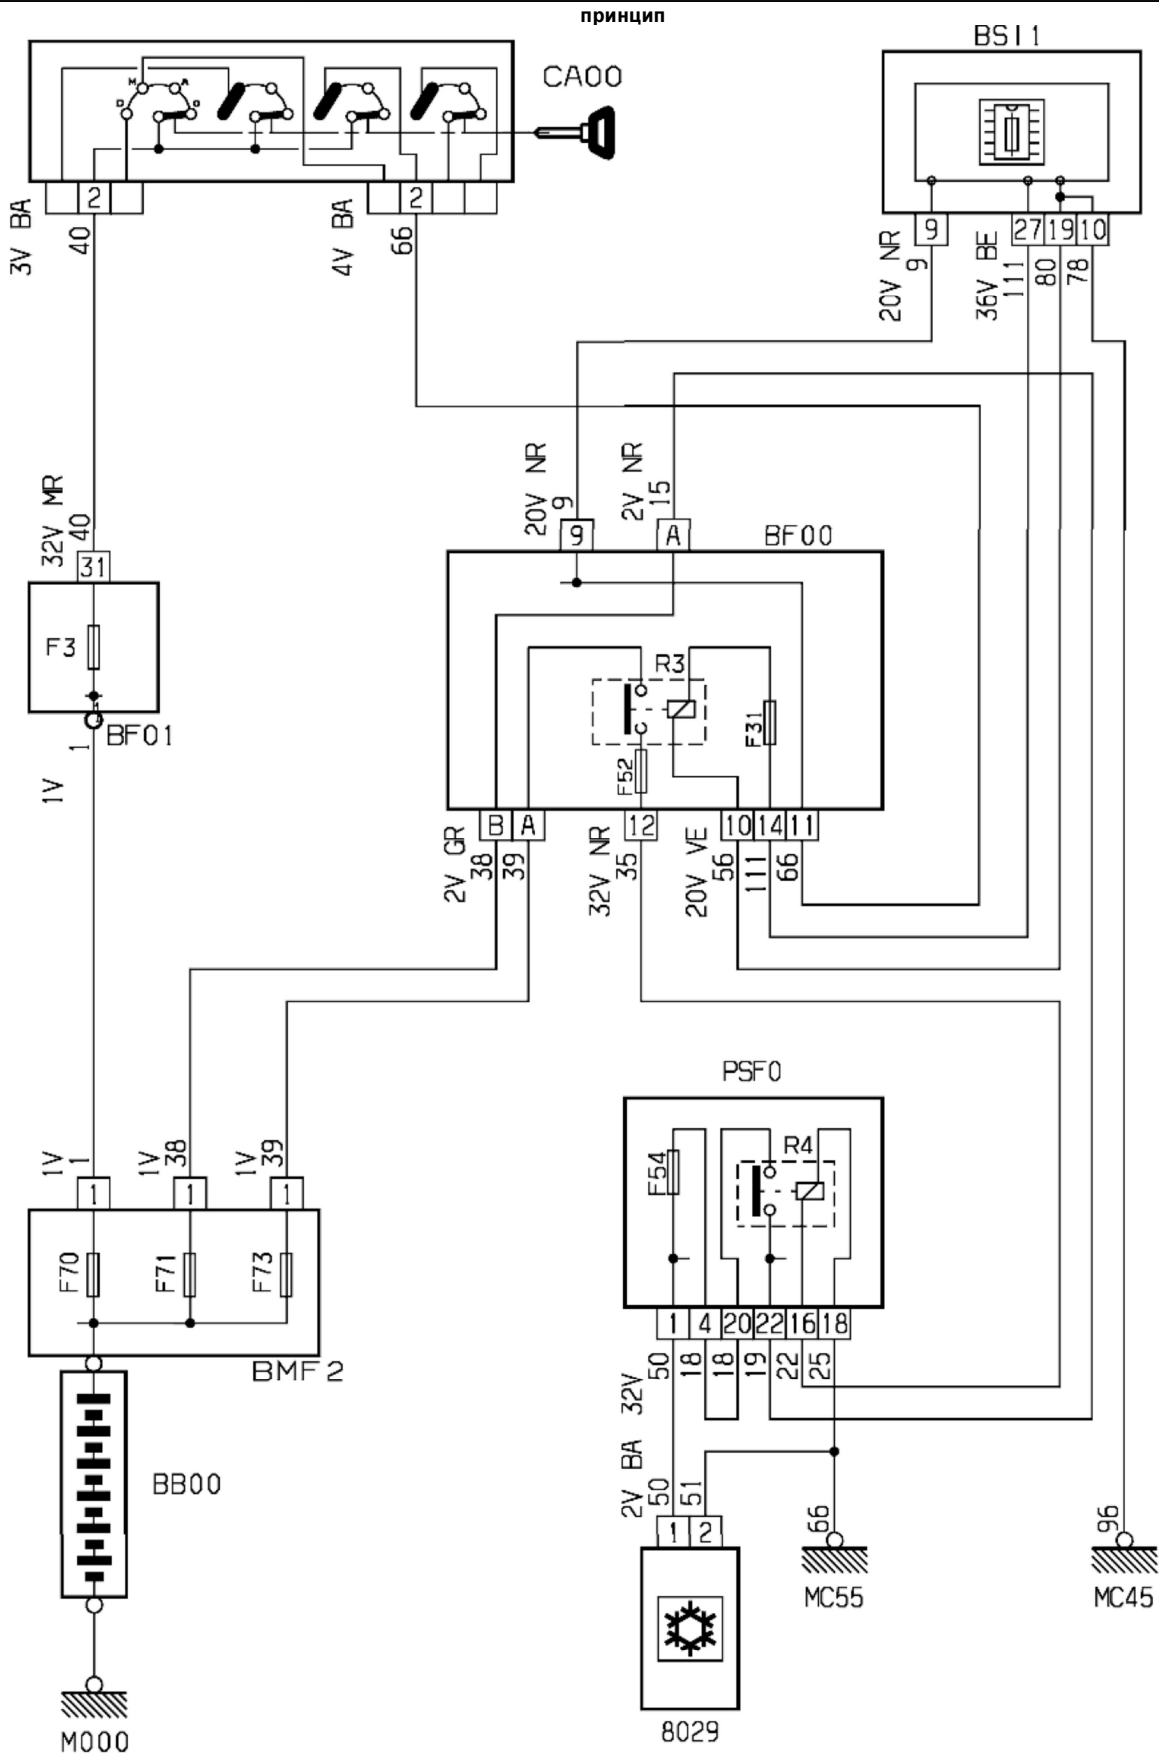 принцип
BSI1
CA00
M A
D D
2 2
3V BA 40
4V BA 66
9 27 19 10
20V NR 9
36V BE 111 80 78
32V MR 40
20V NR 9
2V NR 15
31
9 A
BF00
F3
R3
F31
F52
1
BF01
1V 1
B A 12 10 14 11
2V GR 38 39
32V NR 35
20V VE 56 111 66
PSF0
1V 1
1V 38
1V 39
1 1 1
F54
R4
F70 F71 F73
1 4 20 22 16 18
BMF2
32V 50 18 18 19 22 25
BB00
2V BA 50 51
66
96
1 2
MC55
MC45
8029
M000